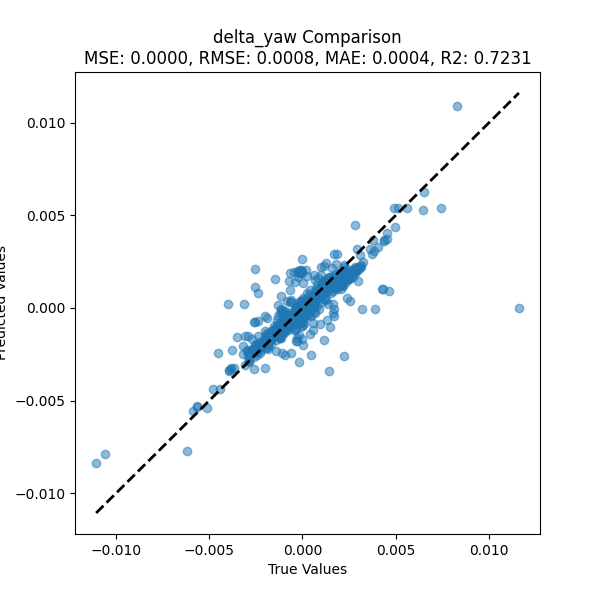 delta_yaw Comparison
MSE: 0.0000, RMSE: 0.0008, MAE: 0.0004, R2: 0.7231
0.010
0.005
0.000
−0.005
−0.010
Predicted Values
−0.010
−0.005
0.000
0.005
0.010
True Values